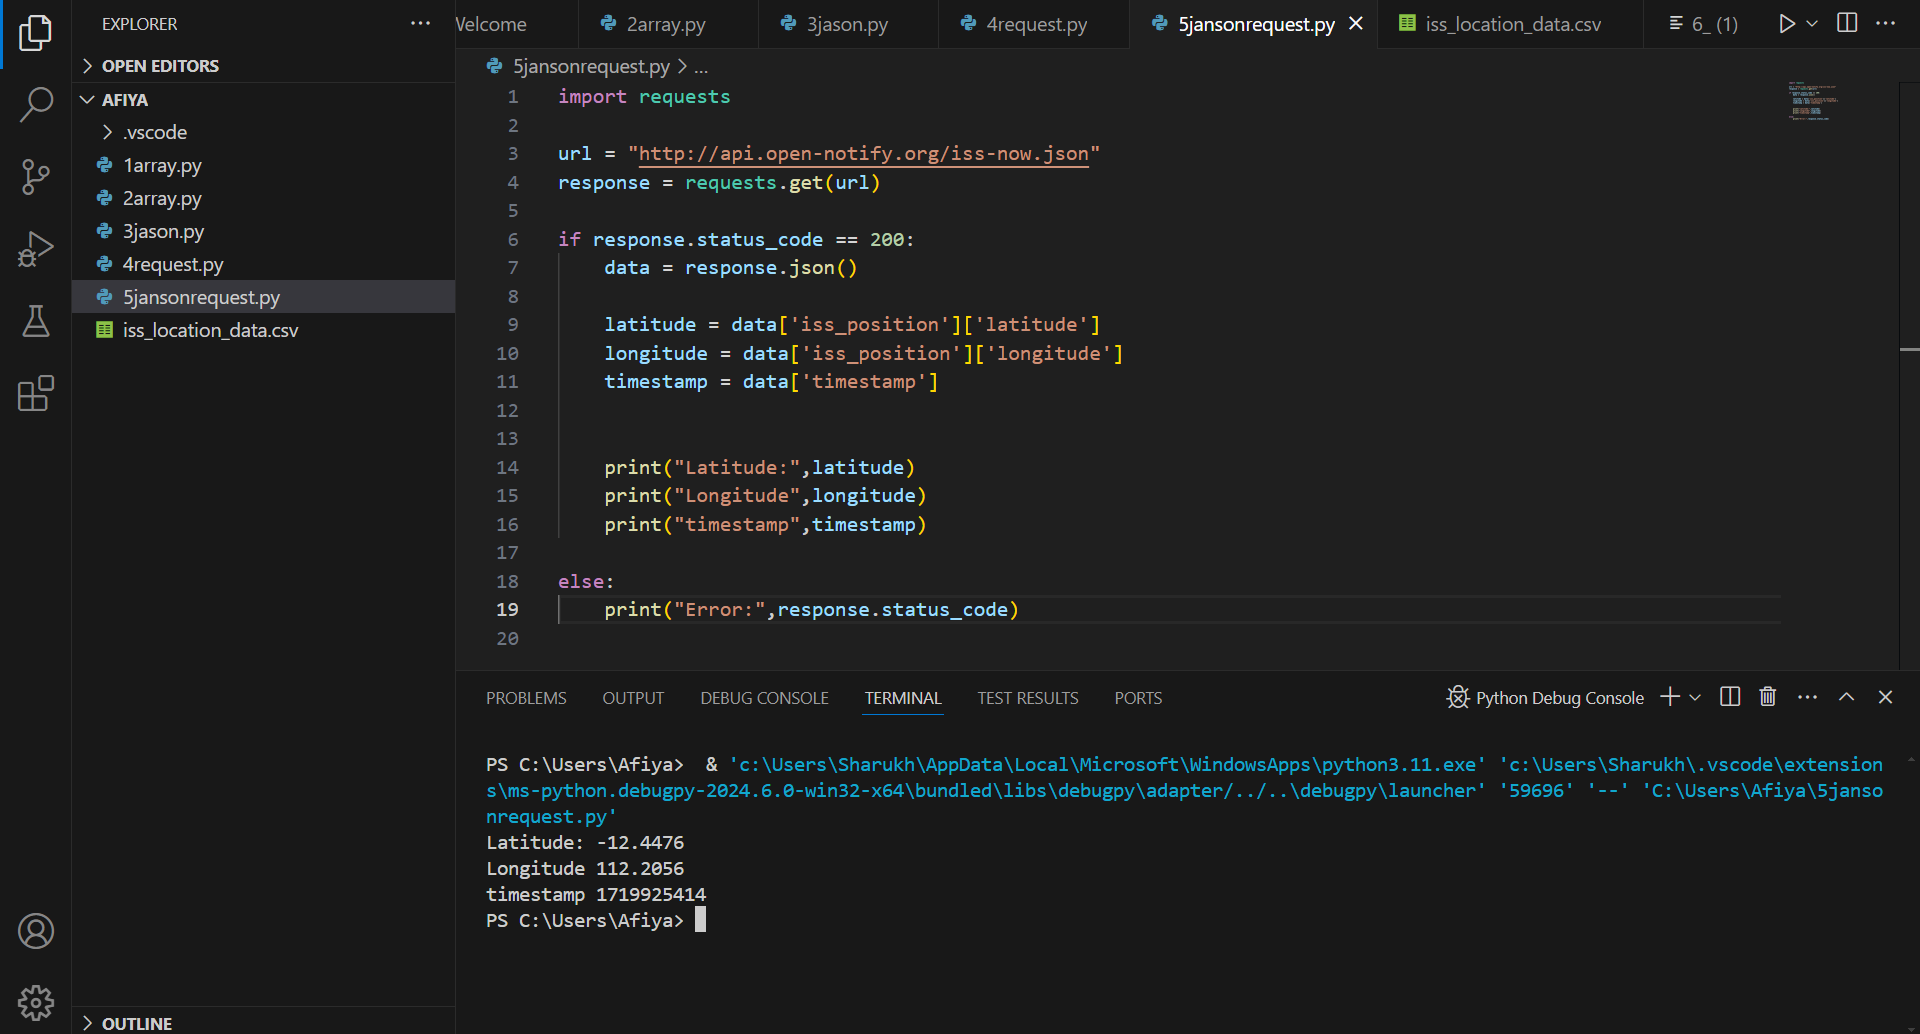 EXPLORER
OPEN EDITORS
AFIYA
.vscode
1array.py
2array.py
3jason.py
4request.py
5jansonrequest.py
iss_location_data.csv
OUTLINE
Welcome 2array.py 3jason.py 4request.py 5jansonrequest.py iss_location_data.csv 6_ (1)
5jansonrequest.py > ...
1 import requests
2
3 url = "http://api.open-notify.org/iss-now.json"
4 response = requests.get(url)
5
6 if response.status_code == 200:
7     data = response.json()
8
9     latitude = data['iss_position']['latitude']
10     longitude = data['iss_position']['longitude']
11     timestamp = data['timestamp']
12
13
14     print("Latitude:",latitude)
15     print("Longitude",longitude)
16     print("timestamp",timestamp)
17
18 else:
19     print("Error:",response.status_code)
20
PROBLEMS OUTPUT DEBUG CONSOLE TERMINAL TEST RESULTS PORTS Python Debug Console
PS C:\Users\Afiya>  & 'c:\Users\Sharukh\AppData\Local\Microsoft\WindowsApps\python3.11.exe' 'c:\Users\Sharukh\.vscode\extension
s\ms-python.debugpy-2024.6.0-win32-x64\bundled\libs\debugpy\adapter/../..\debugpy\launcher' '59696' '--' 'C:\Users\Afiya\5janso
nrequest.py'
Latitude: -12.4476
Longitude 112.2056
timestamp 1719925414
PS C:\Users\Afiya>